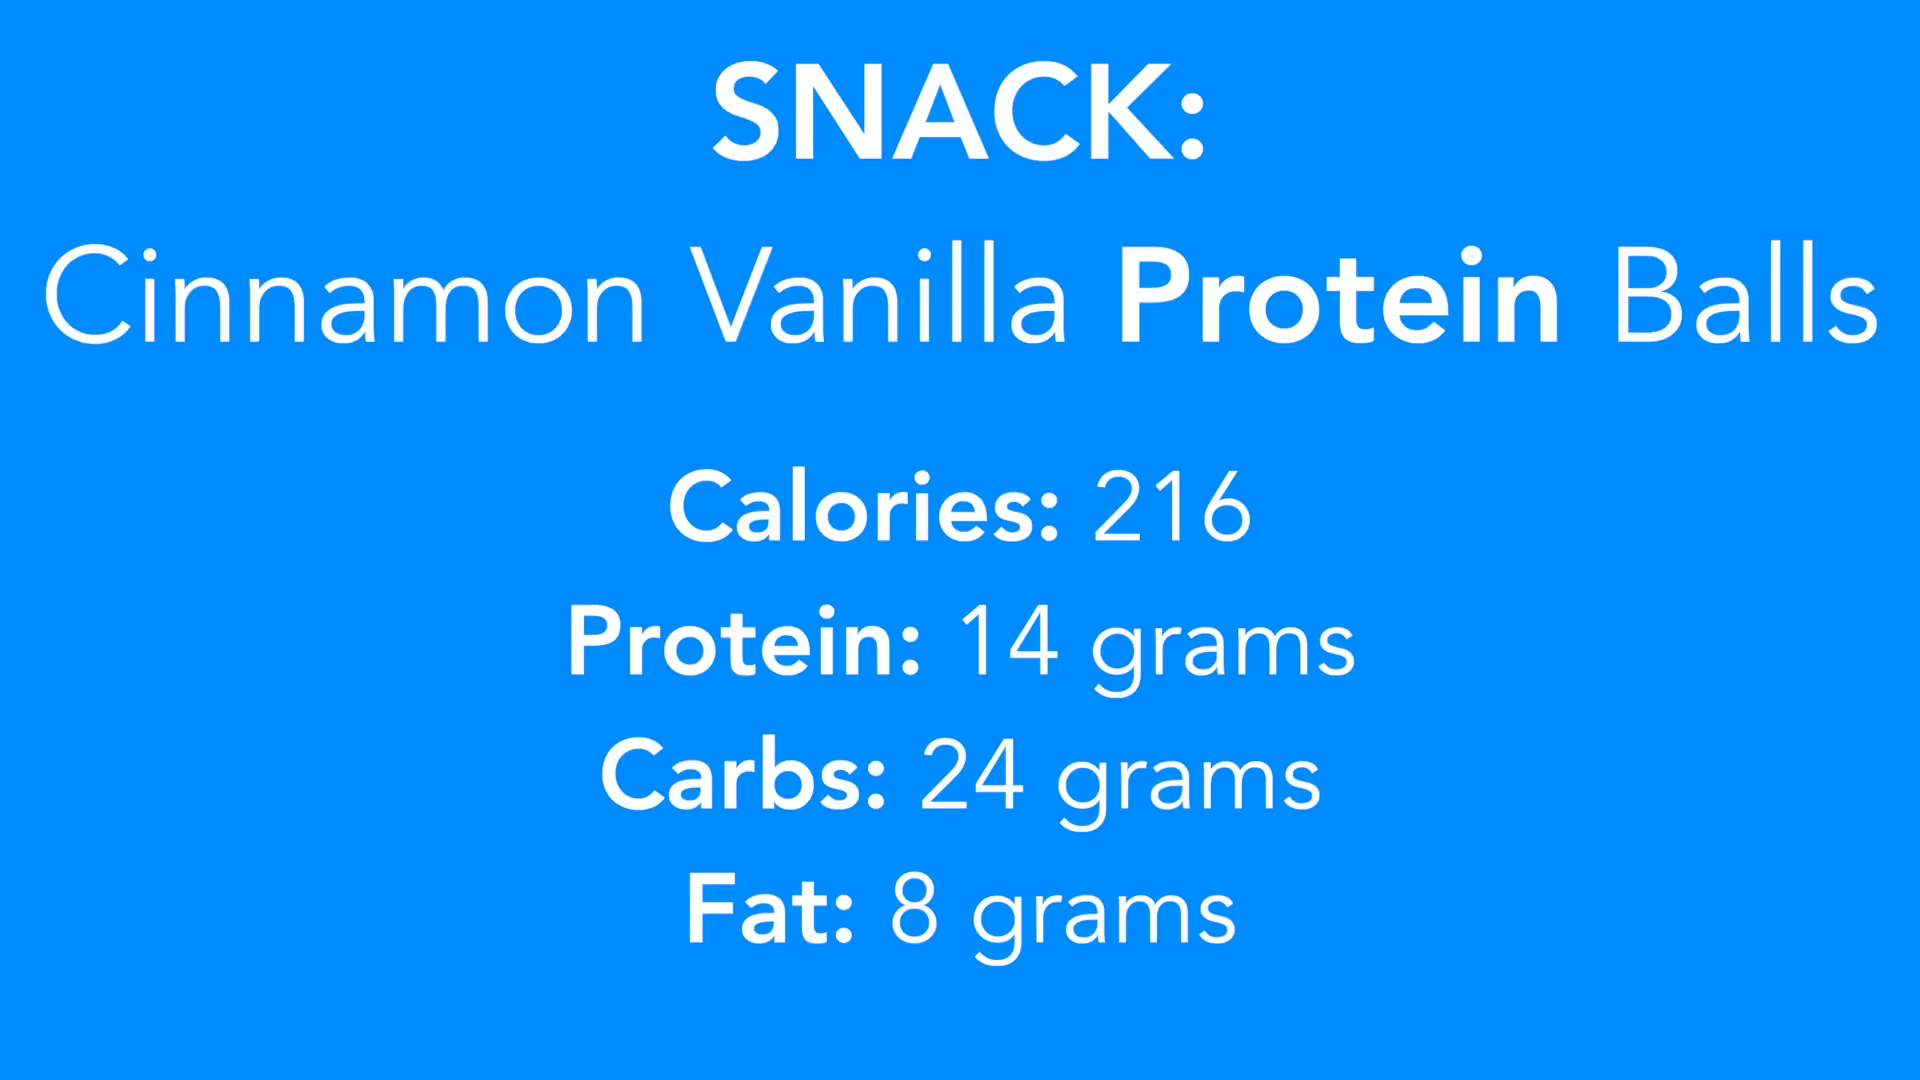 SNACK:
Cinnamon Vanilla Protein Balls
Calories: 216
Protein: 14 grams
Carbs: 24 grams
Fat: 8 grams